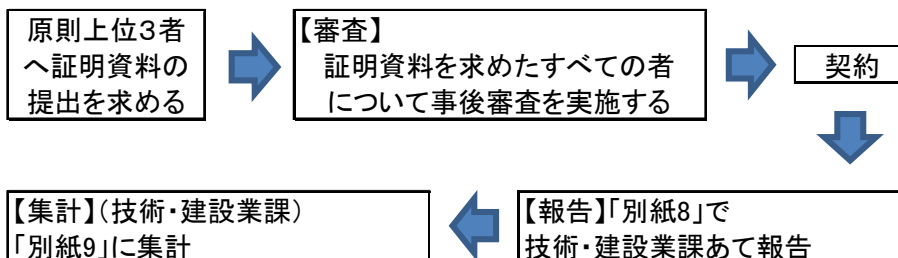 原則上位3者
へ証明資料の
提出を求める
【審査】
証明資料を求めたすべての者
について事後審査を実施する
契約
【報告】「別紙8」で
技術・建設業課あて報告
【集計】(技術・建設業課)
「別紙9」に集計